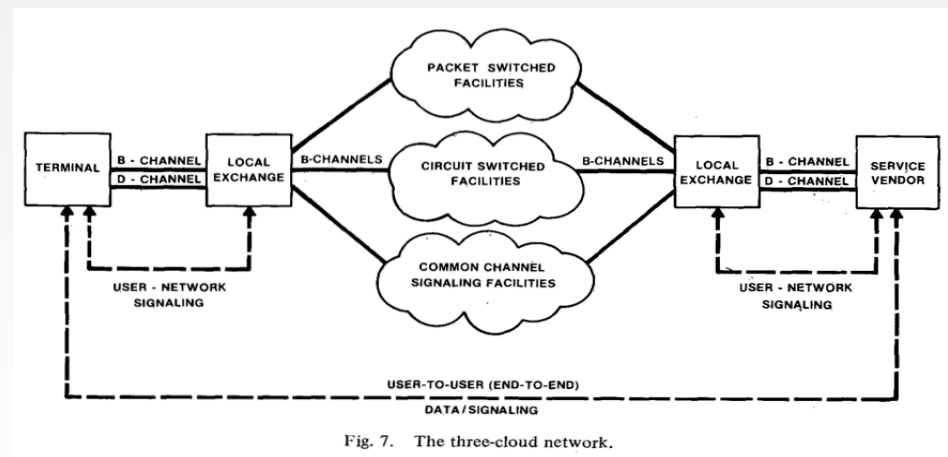 PACKET SWITCHED
FACILITIES
TERMINAL
B - CHANNEL
D - CHANNEL
LOCAL
EXCHANGE
B-CHANNELS
CIRCUIT SWITCHED
FACILITIES
B-CHANNELS
LOCAL
EXCHANGE
B - CHANNEL
D - CHANNEL
SERVICE
VENDOR
COMMON CHANNEL
SIGNALING FACILITIES
USER - NETWORK
SIGNALING
USER - NETWORK
SIGNALING
USER-TO-USER (END-TO-END)
DATA/SIGNALING
Fig. 7. The three-cloud network.